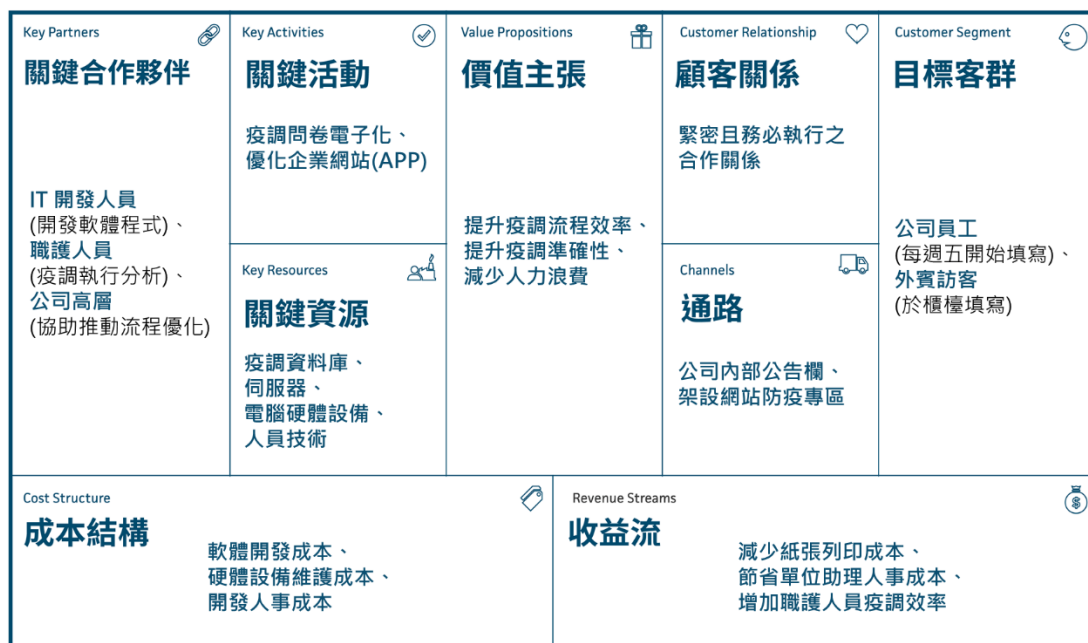 Key Partners
關鍵合作夥伴
IT 開發人員
(開發軟體程式)、
職護人員
(疫調執行分析)、
公司高層
(協助推動流程優化)
Key Activities
關鍵活動
疫調問卷電子化、
優化企業網站(APP)
Key Resources
關鍵資源
疫調資料庫、
伺服器、
電腦硬體設備、
人員技術
Value Propositions
價值主張
提升疫調流程效率、
提升疫調準確性、
減少人力浪費
Customer Relationship
顧客關係
緊密且務必執行之
合作關係
Channels
通路
公司內部公告欄、
架設網站防疫專區
Customer Segment
目標客群
公司員工
(每週五開始填寫)、
外賓訪客
(於櫃檯填寫)
Cost Structure
成本結構
軟體開發成本、
硬體設備維護成本、
開發人事成本
Revenue Streams
收益流
減少紙張列印成本、
節省單位助理人事成本、
增加職護人員疫調效率